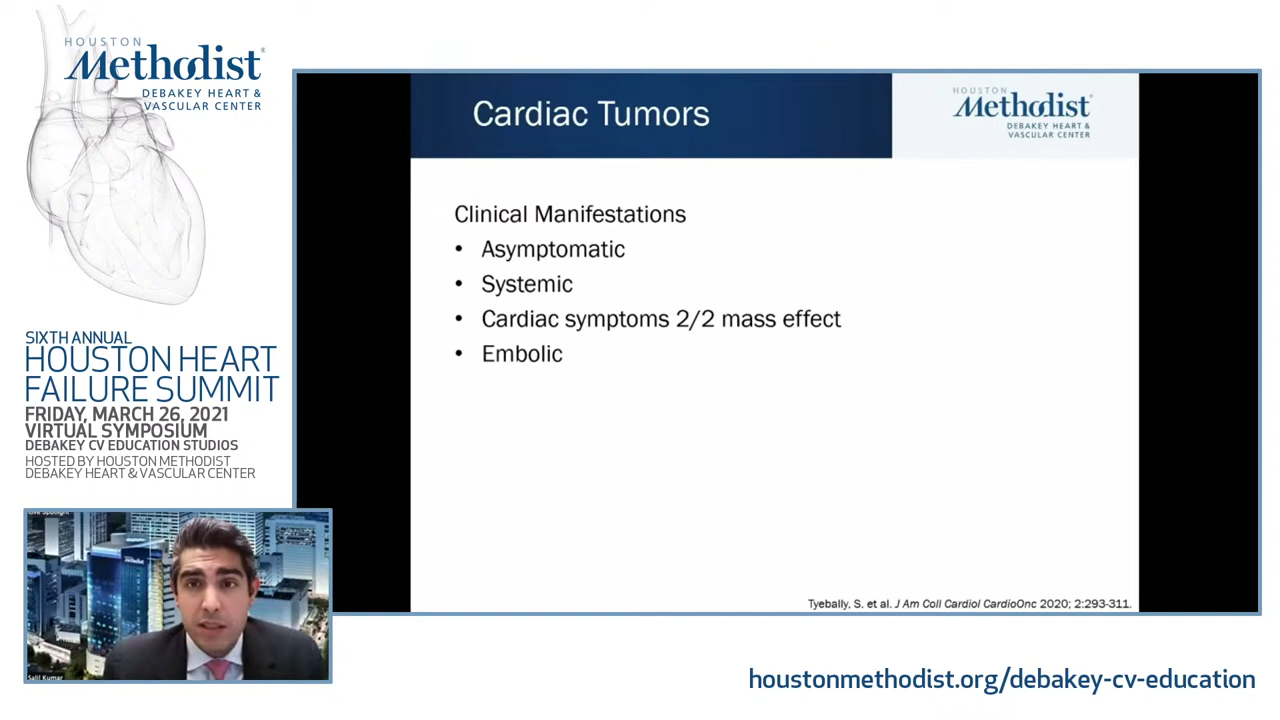 HOUSTON
Methodist®
DEBAKEY HEART &
VASCULAR CENTER
SIXTH ANNUAL
HOUSTON HEART
FAILURE SUMMIT
FRIDAY, MARCH 26, 2021
VIRTUAL SYMPOSIUM
DEBAKEY CV EDUCATION STUDIOS
HOSTED BY HOUSTON METHODIST
DEBAKEY HEART & VASCULAR CENTER
Cardiac Tumors
HOUSTON
Methodist®
DEBAKEY HEART &
VASCULAR CENTER
Clinical Manifestations
• Asymptomatic
• Systemic
• Cardiac symptoms 2/2 mass effect
• Embolic
Tyebally, S. et al. J Am Coll Cardiol CardioOnc 2020; 2:293-311.
Salil Kumar
houstonmethodist.org/debakey-cv-education